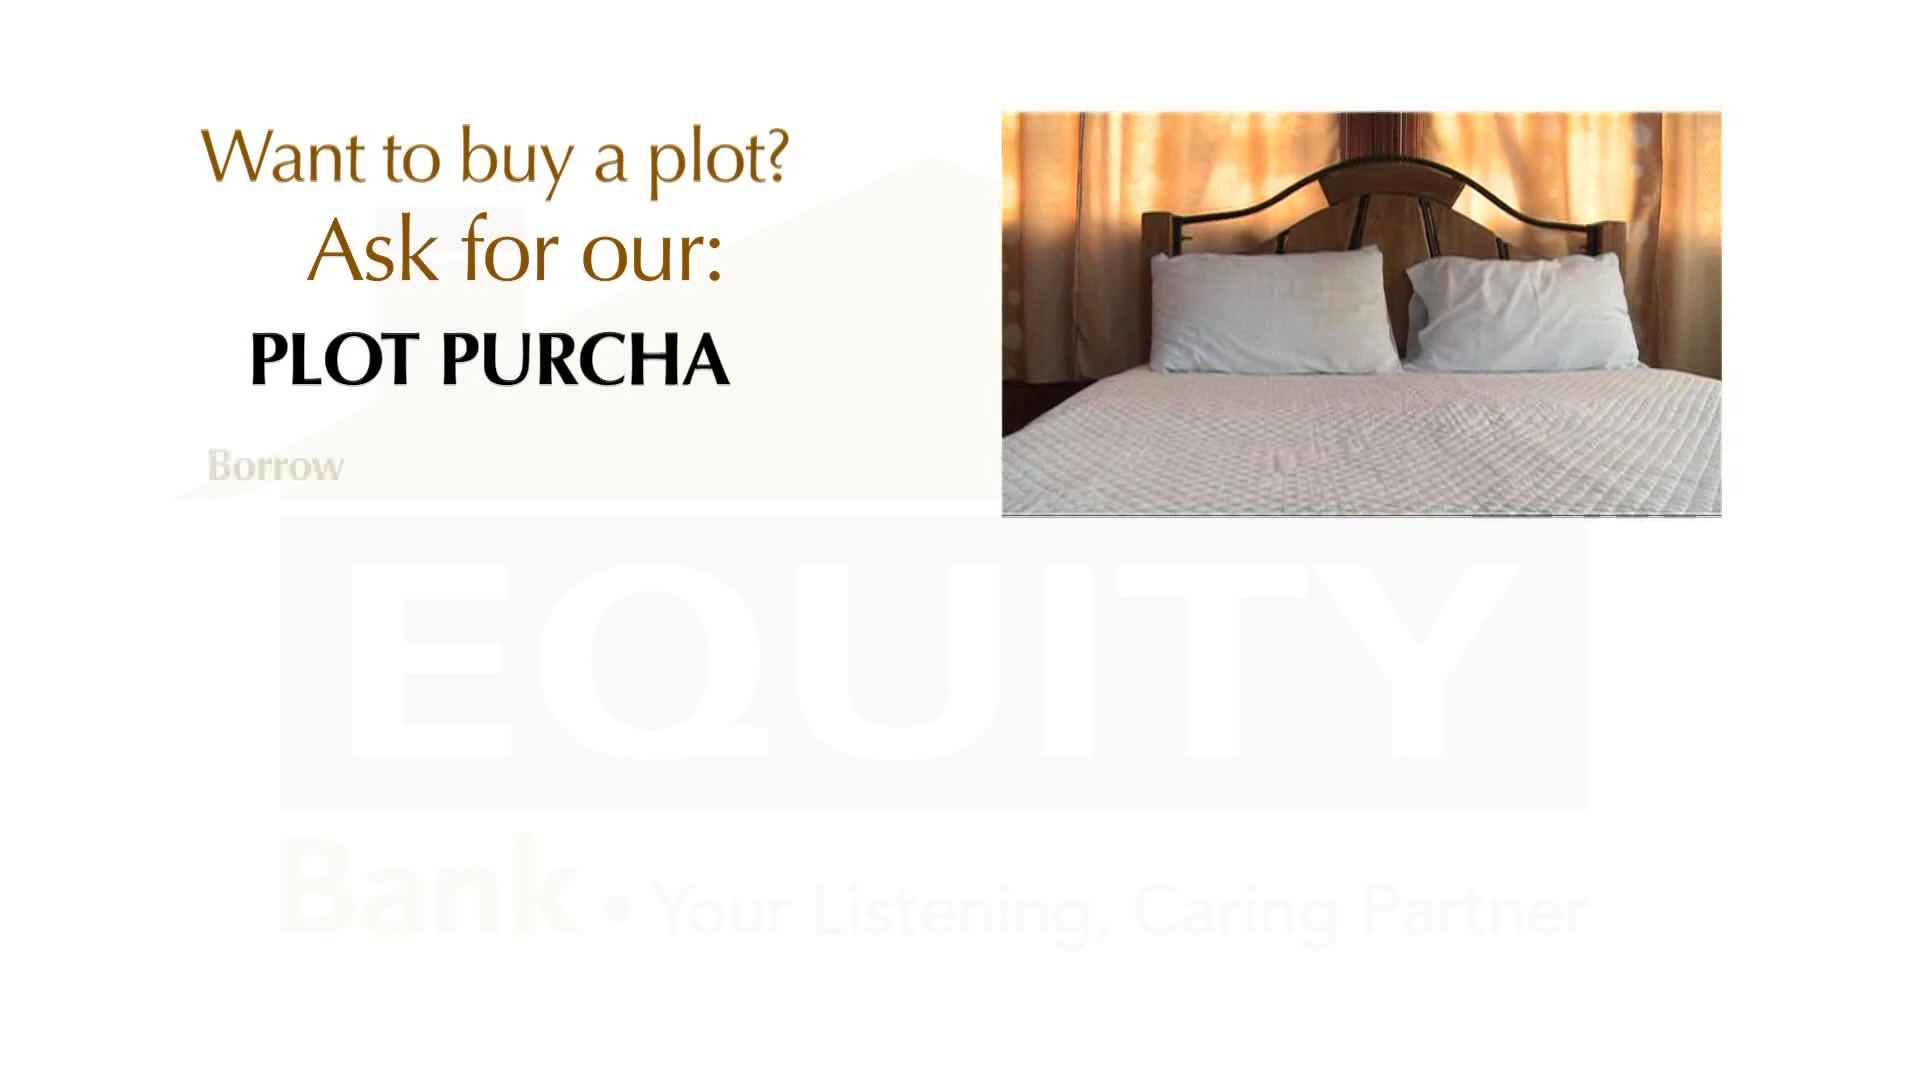 Want to buy a plot?
Ask for our:
PLOT PURCHA
Borrow
EQUITY
Bank • Your Listening, Caring Partner